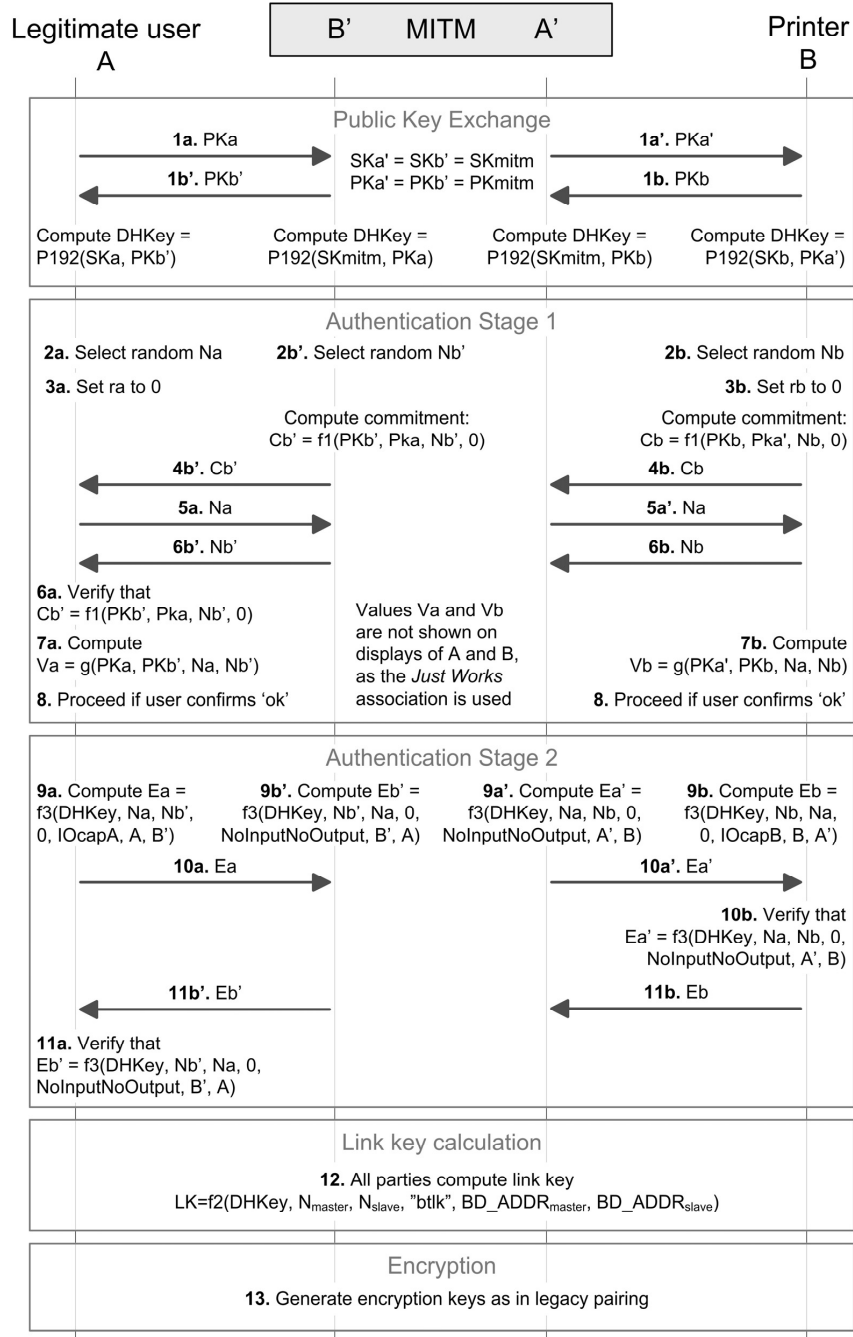 Legitimate user
A
B’ MITM A’
Printer
B
Public Key Exchange
1a. PKa
1a’. PKa'
SKa' = SKb’ = SKmitm
PKa' = PKb’ = PKmitm
1b’. PKb’
1b. PKb
Compute DHKey =
P192(SKa, PKb’)
Compute DHKey =
P192(SKmitm, PKa)
Compute DHKey =
P192(SKmitm, PKb)
Compute DHKey =
P192(SKb, PKa’)
Authentication Stage 1
2a. Select random Na
2b’. Select random Nb’
2b. Select random Nb
3a. Set ra to 0
3b. Set rb to 0
Compute commitment:
Cb’ = f1(PKb’, Pka, Nb’, 0)
Compute commitment:
Cb = f1(PKb, Pka', Nb, 0)
4b’. Cb’
4b. Cb
5a. Na
5a’. Na
6b’. Nb’
6b. Nb
6a. Verify that
Cb’ = f1(PKb’, Pka, Nb', 0)
7a. Compute
Va = g(PKa, PKb’, Na, Nb’)
8. Proceed if user confirms ‘ok’
Values Va and Vb
are not shown on
displays of A and B,
as the Just Works
association is used
7b. Compute
Vb = g(PKa', PKb, Na, Nb)
8. Proceed if user confirms ‘ok’
Authentication Stage 2
9a. Compute Ea =
f3(DHKey, Na, Nb’,
0, IOcapA, A, B’)
9b’. Compute Eb’ =
f3(DHKey, Nb’, Na, 0,
NoInputNoOutput, B’, A)
9a’. Compute Ea’ =
f3(DHKey, Na, Nb, 0,
NoInputNoOutput, A’, B)
9b. Compute Eb =
f3(DHKey, Nb, Na,
0, IOcapB, B, A’)
10a. Ea
10a’. Ea’
10b. Verify that
Ea’ = f3(DHKey, Na, Nb, 0,
NoInputNoOutput, A’, B)
11b’. Eb’
11b. Eb
11a. Verify that
Eb’ = f3(DHKey, Nb’, Na, 0,
NoInputNoOutput, B’, A)
Link key calculation
12. All parties compute link key
LK=f2(DHKey, Nmaster, Nslave, ”btlk”, BD_ADDRmaster, BD_ADDRslave)
Encryption
13. Generate encryption keys as in legacy pairing